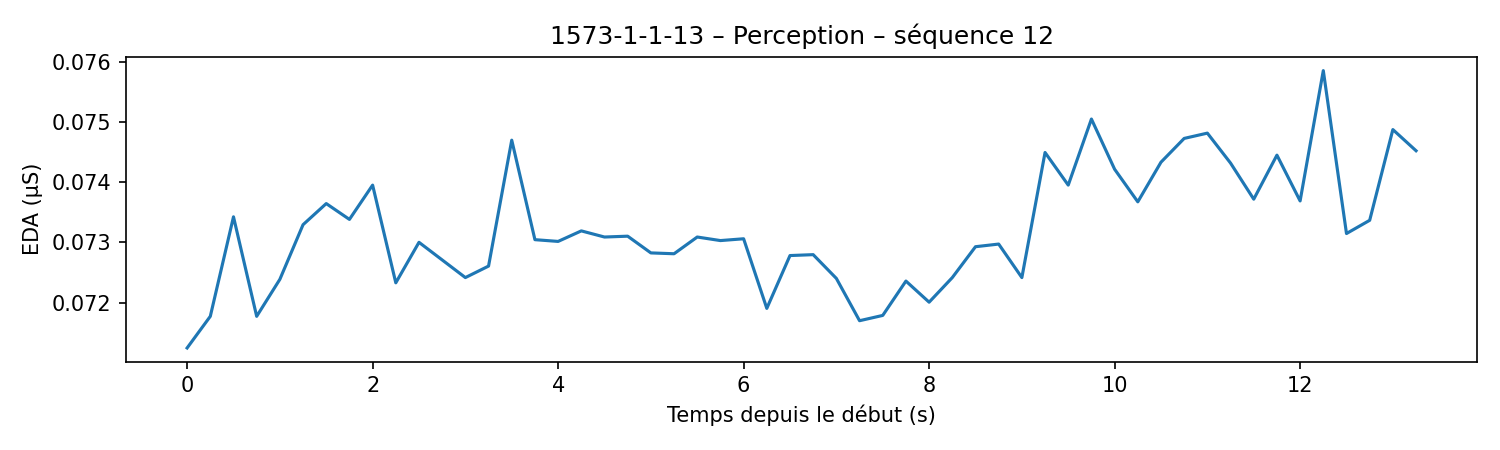 1573-1-1-13 – Perception – séquence 12
EDA (µS)
0.076
0.075
0.074
0.073
0.072
0 2 4 6 8 10 12
Temps depuis le début (s)